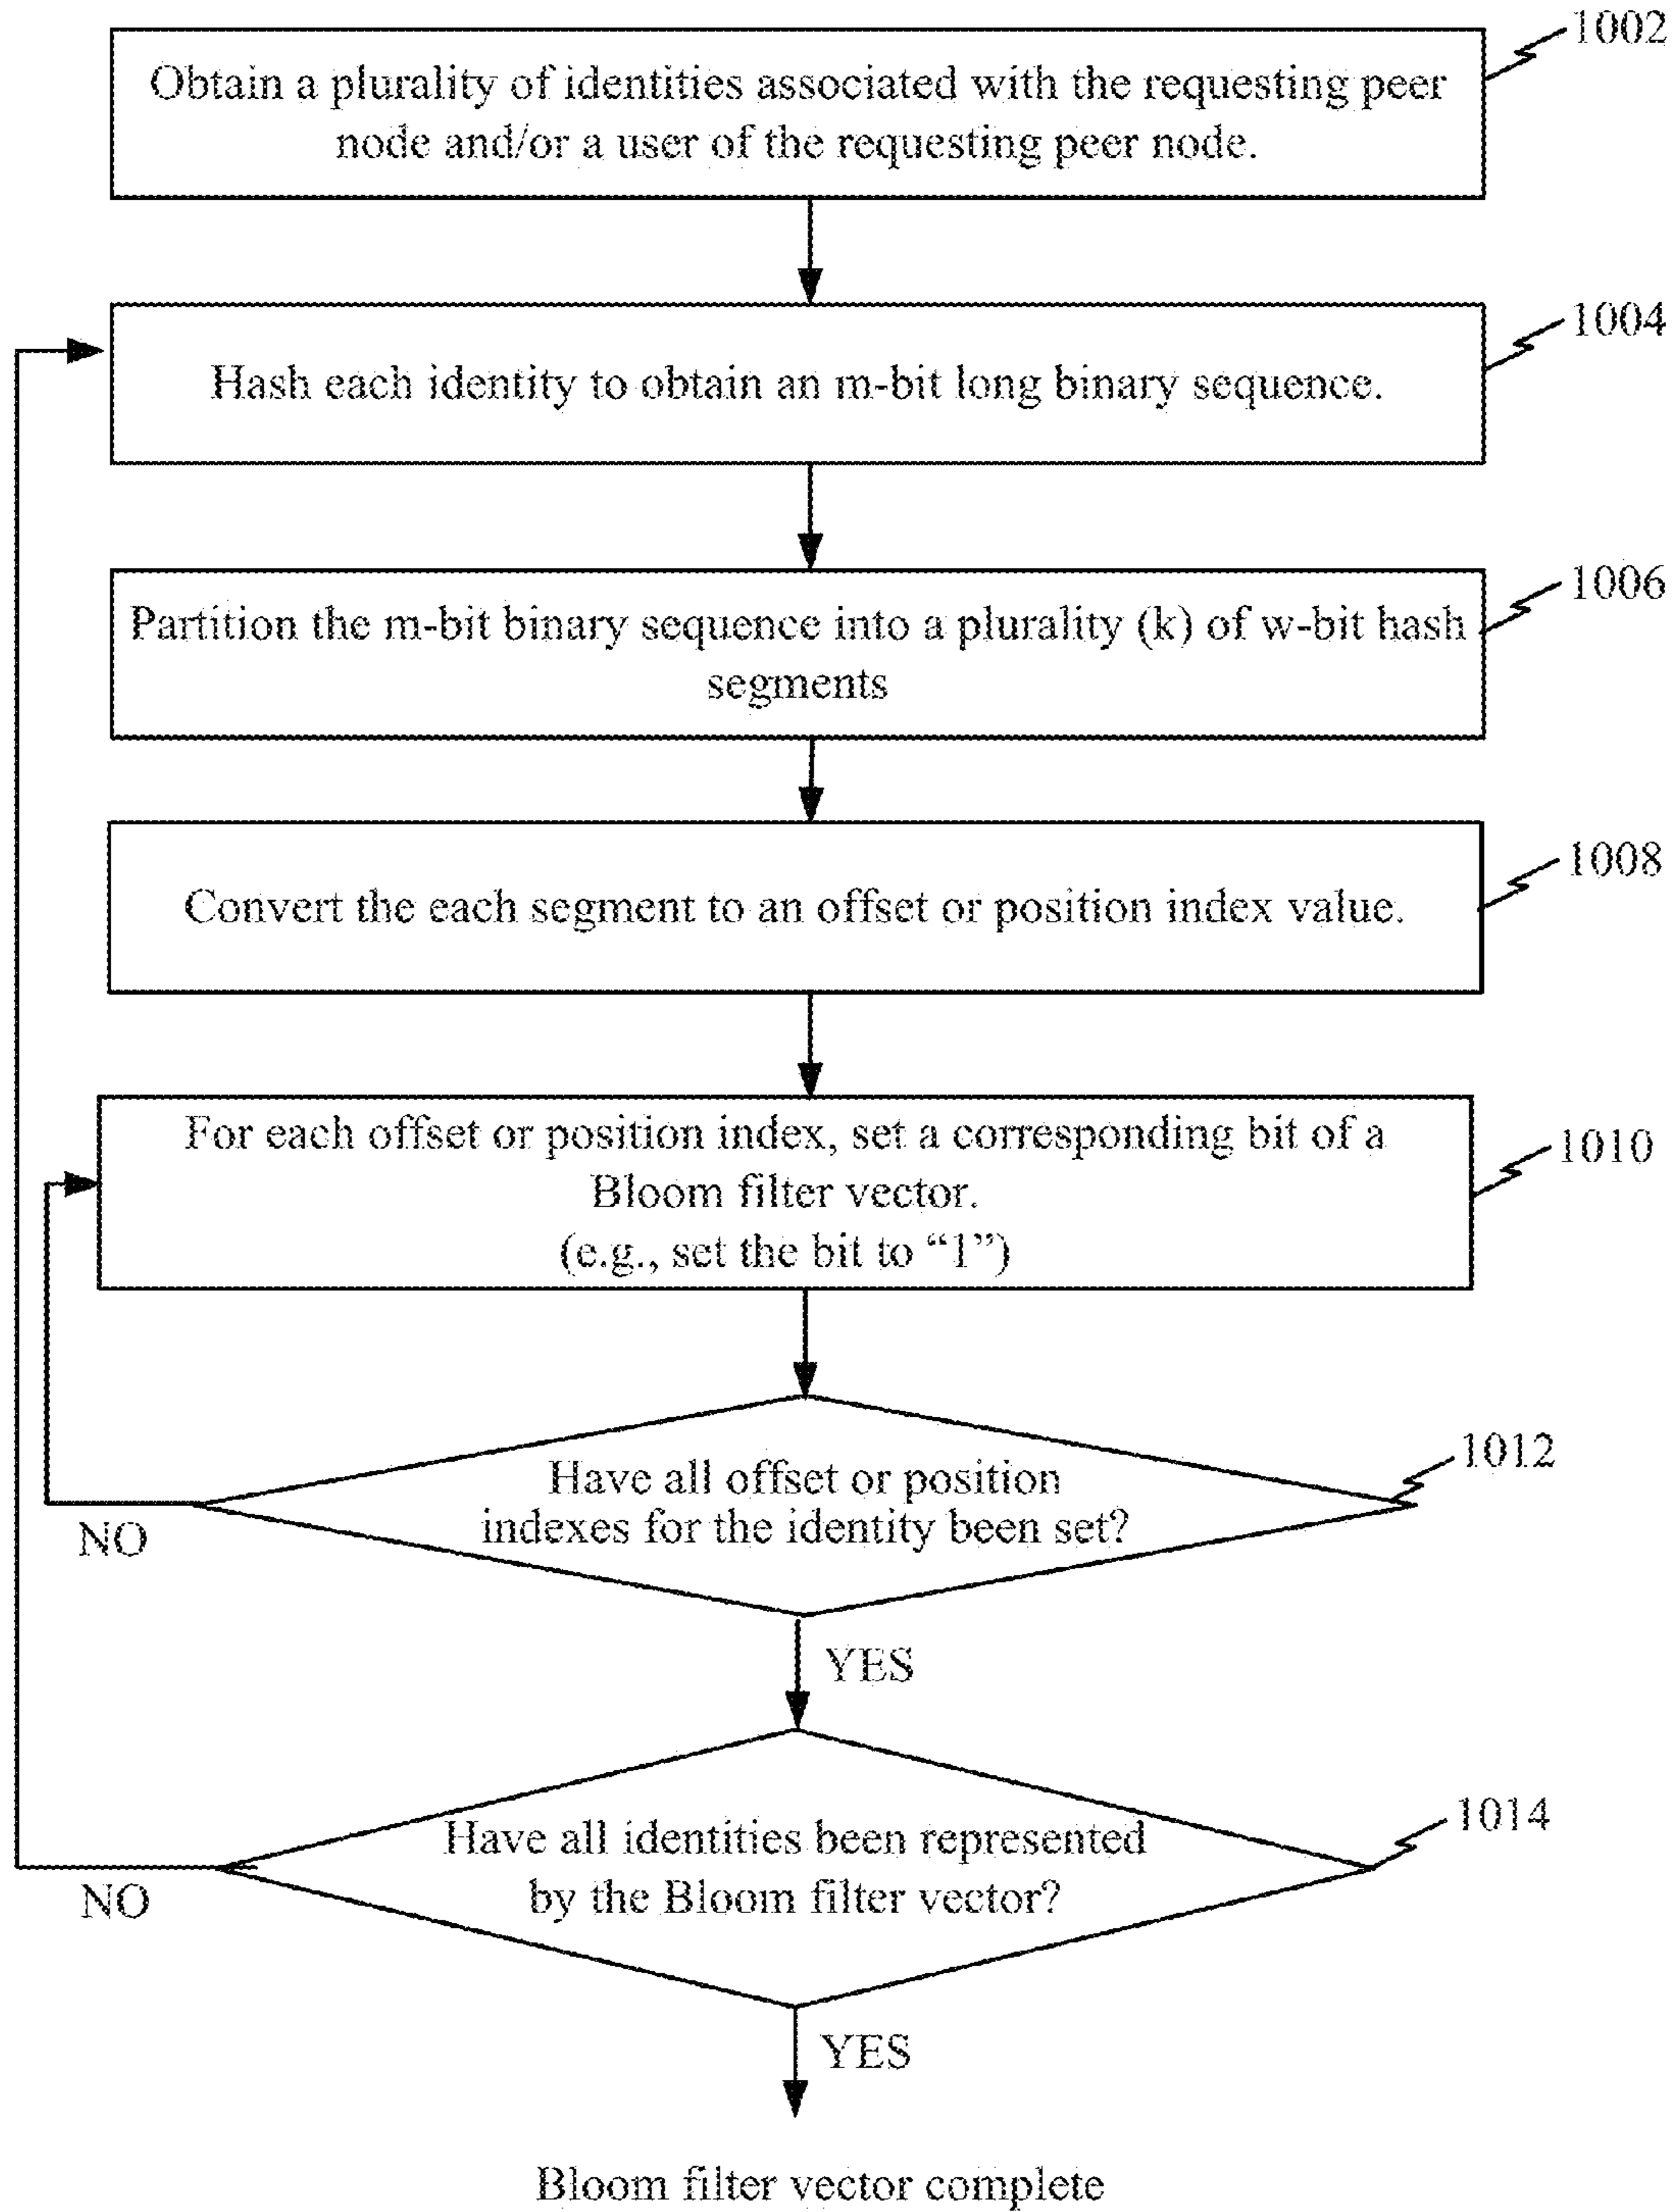 1002
Obtain a plurality of identities associated with the requesting peer
node and/or a user of the requesting peer node.
1004
Hash each identity to obtain an m-bit long binary sequence.
1006
Partition the m-bit binary sequence into a plurality (k) of w-bit hash
segments
1008
Convert the each segment to an offset or position index value.
For each offset or position index, set a corresponding bit of a
1010
Bloom filter vector.
(e.g., set the bit to “1”)
1012
Have all offset or position
indexes for the identity been set?
NO
YES
1014
Have all identities been represented
by the Bloom filter vector?
NO
YES
Bloom filter vector complete